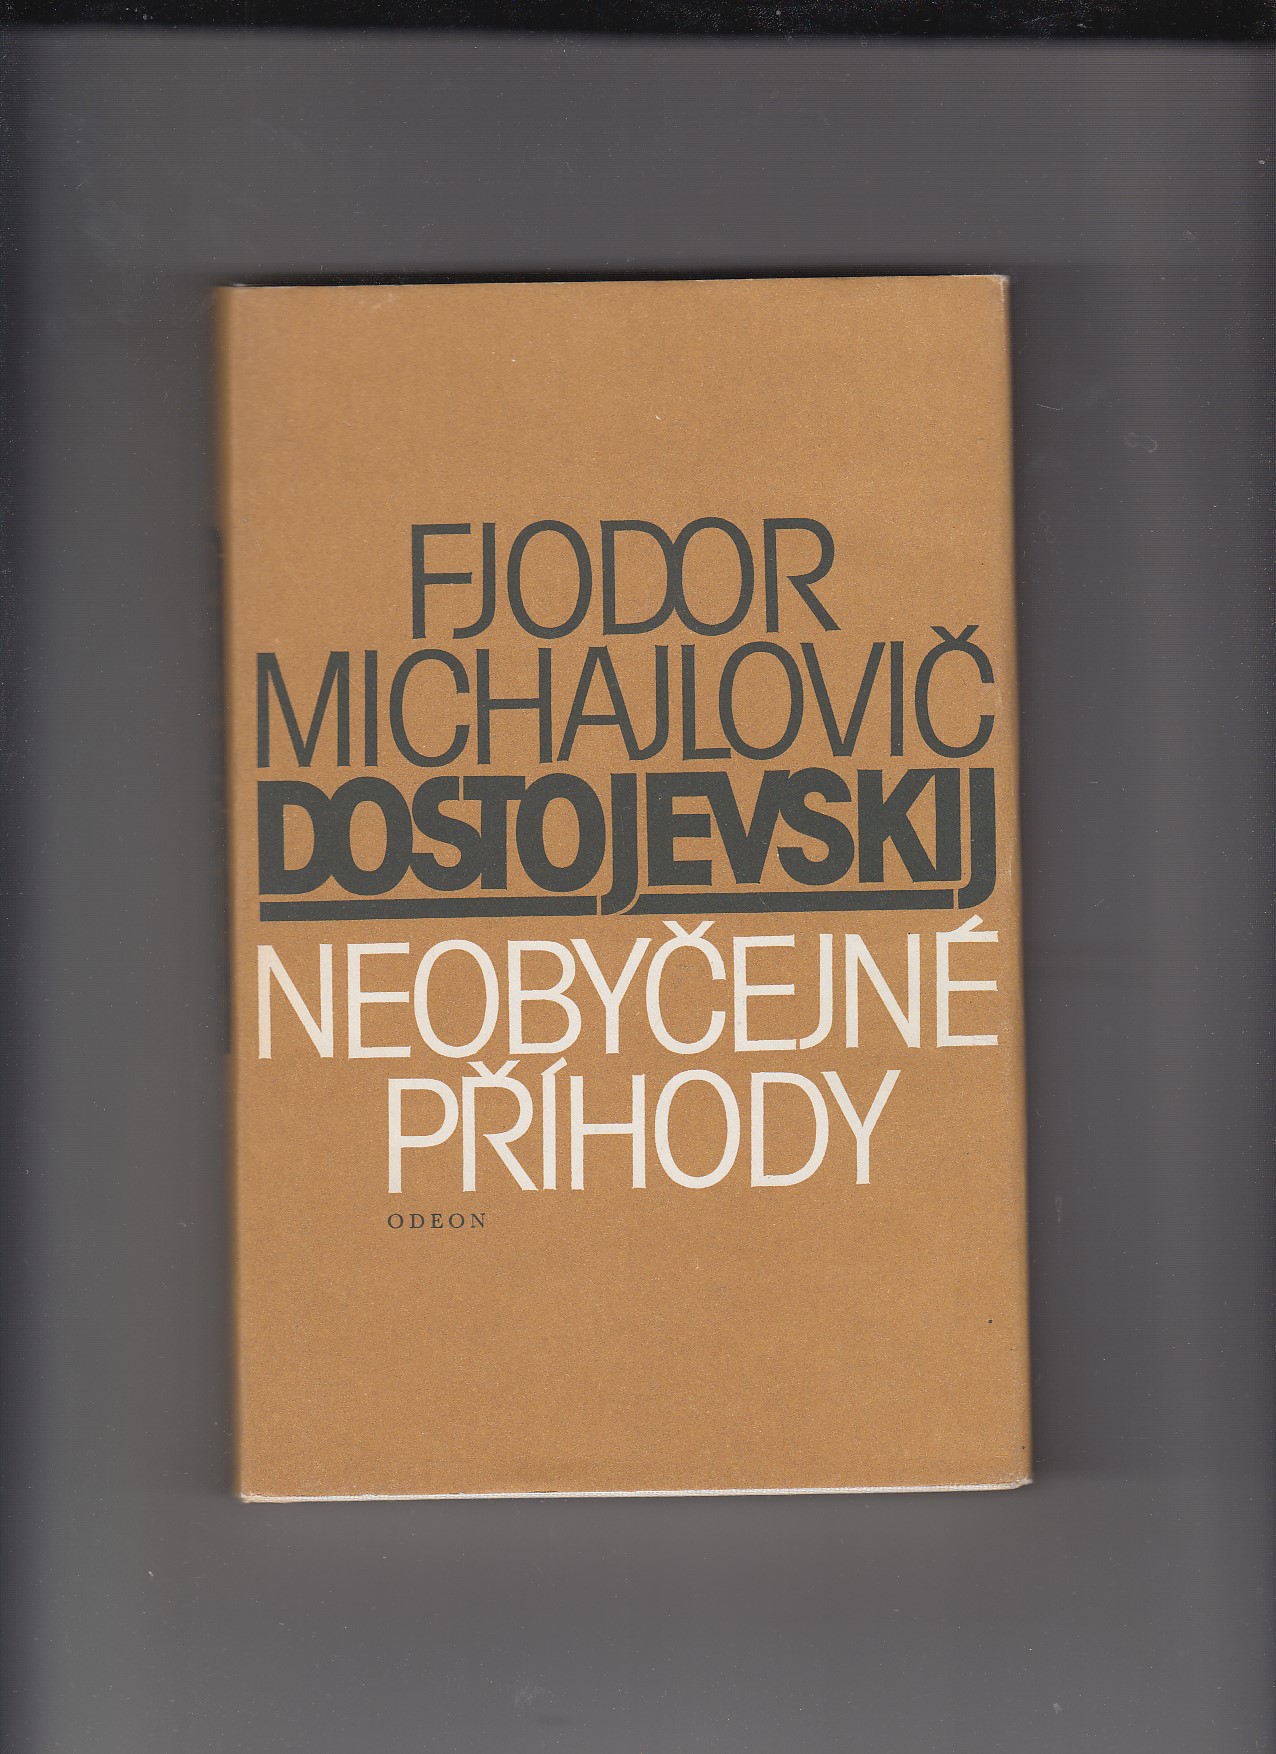 FJODOR
MICHAJLOVIČ
DOSTOJEVSKIJ
NEOBYČEJNÉ
PŘÍHODY
ODEON